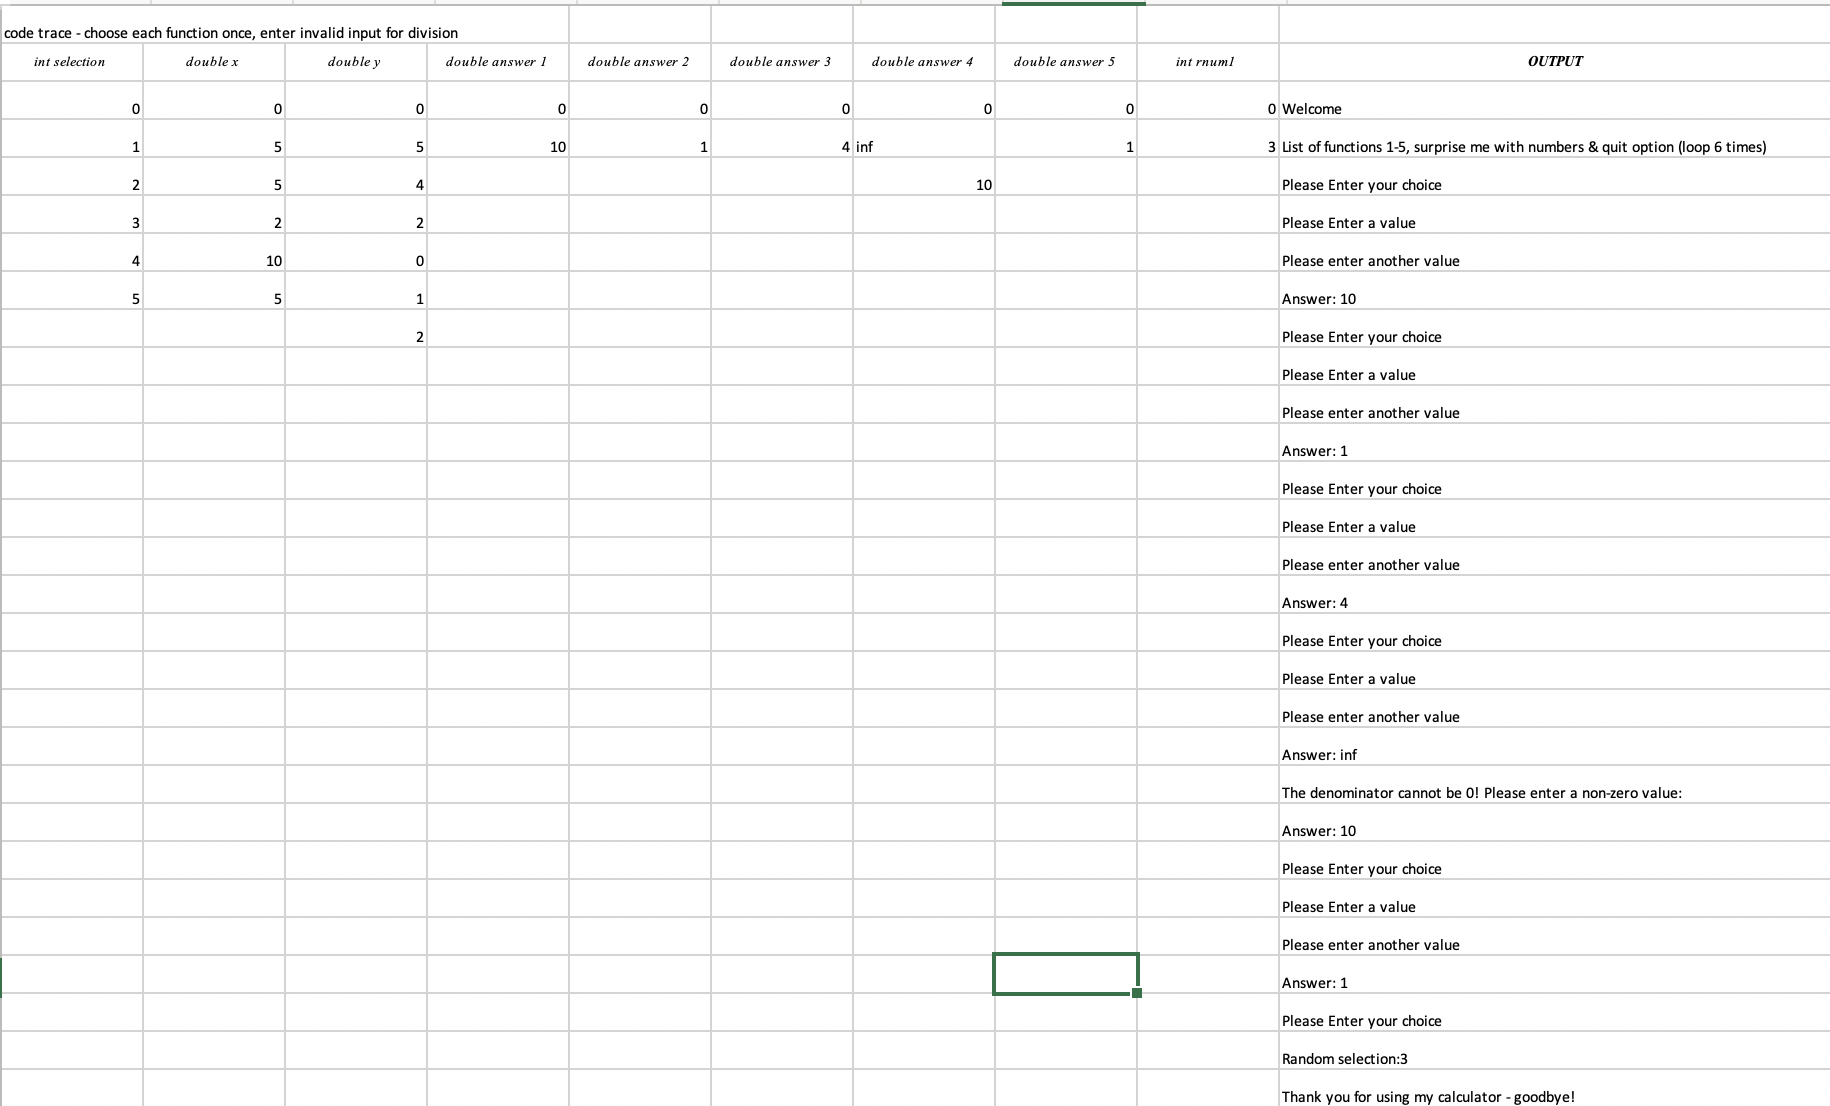 code trace - choose each function once, enter invalid input for division
int selection double x double y double answer 1 double answer 2 double answer 3 double answer 4 double answer 5 int rnum1 OUTPUT
0 0 0 0 0 0 0 0 0 Welcome
1 5 5 10 1 4 inf 1 3 List of functions 1-5, surprise me with numbers & quit option (loop 6 times)
2 5 4 10 Please Enter your choice
3 2 2 Please Enter a value
4 10 0 Please enter another value
5 5 1 Answer: 10
2 Please Enter your choice
Please Enter a value
Please enter another value
Answer: 1
Please Enter your choice
Please Enter a value
Please enter another value
Answer: 4
Please Enter your choice
Please Enter a value
Please enter another value
Answer: inf
The denominator cannot be 0! Please enter a non-zero value:
Answer: 10
Please Enter your choice
Please Enter a value
Please enter another value
Answer: 1
Please Enter your choice
Random selection:3
Thank you for using my calculator - goodbye!